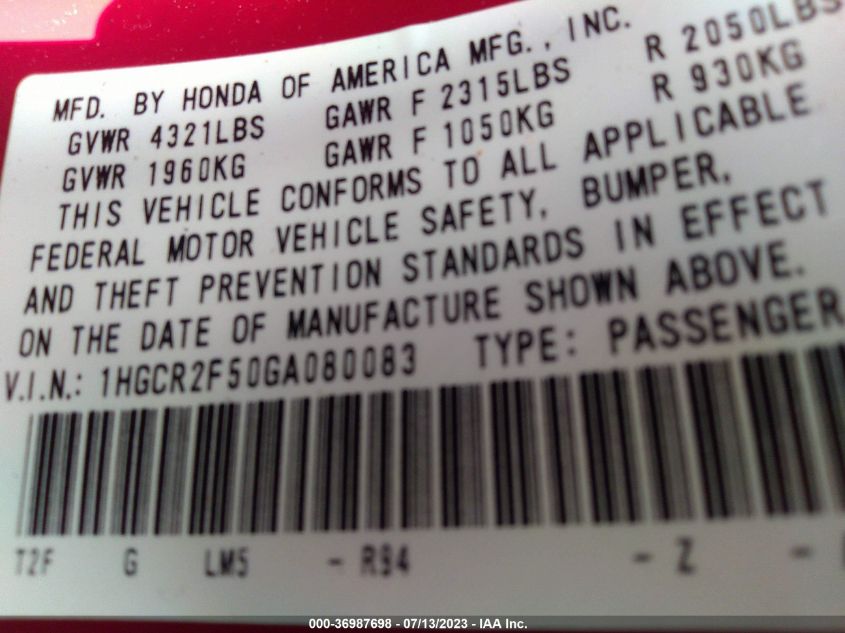 MFD. BY HONDA OF AMERICA MFG., INC.
GVWR 4321LBS GAWR F 2315LBS R 2050LBS
GVWR 1960KG GAWR F 1050KG R 930KG
THIS VEHICLE CONFORMS TO ALL APPLICABLE
FEDERAL MOTOR VEHICLE SAFETY, BUMPER,
AND THEFT PREVENTION STANDARDS IN EFFECT
ON THE DATE OF MANUFACTURE SHOWN ABOVE.
V.I.N.: 1HGCR2F50GA080083 TYPE: PASSENGER
T2F G LM5 - R94 - Z -
000-36987698 - 07/13/2023 - IAA Inc.